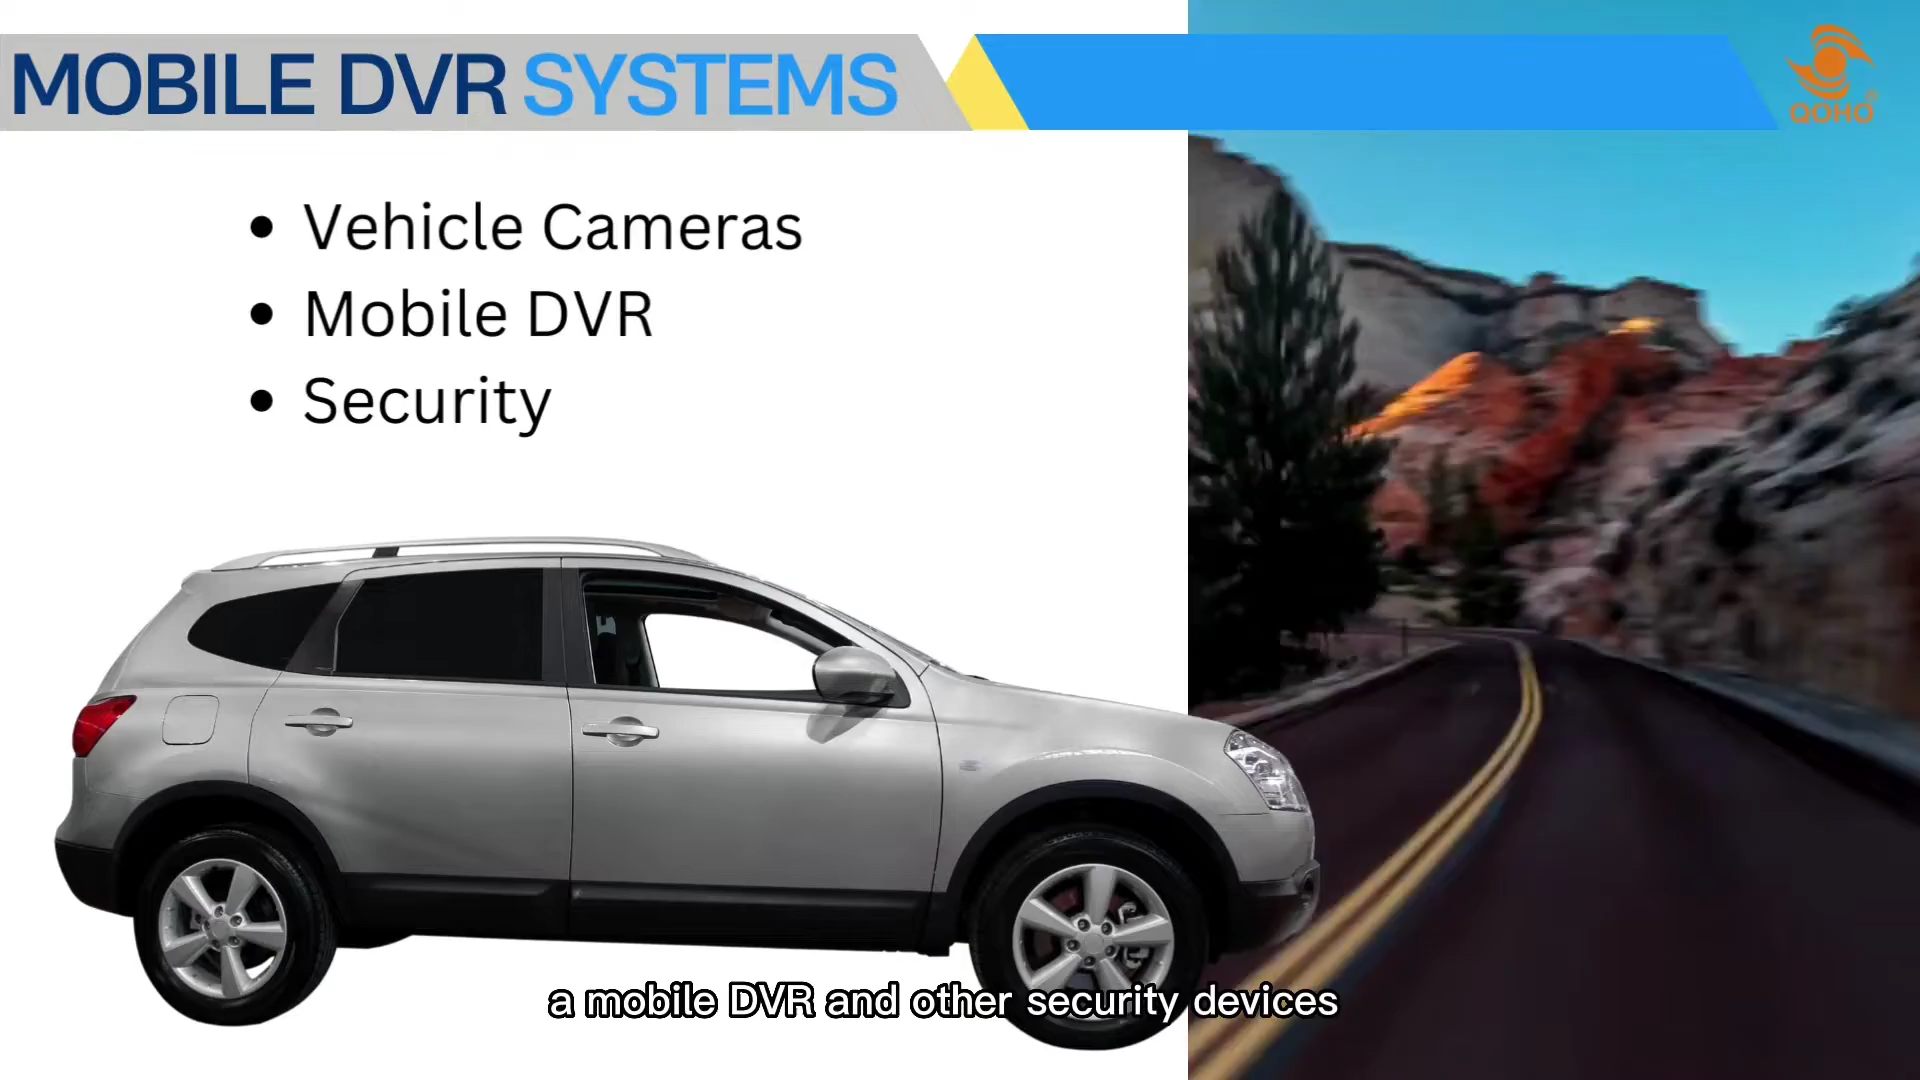 MOBILE DVR SYSTEMS
QOHO®
• Vehicle Cameras
• Mobile DVR
• Security
a mobile DVR and other security devices